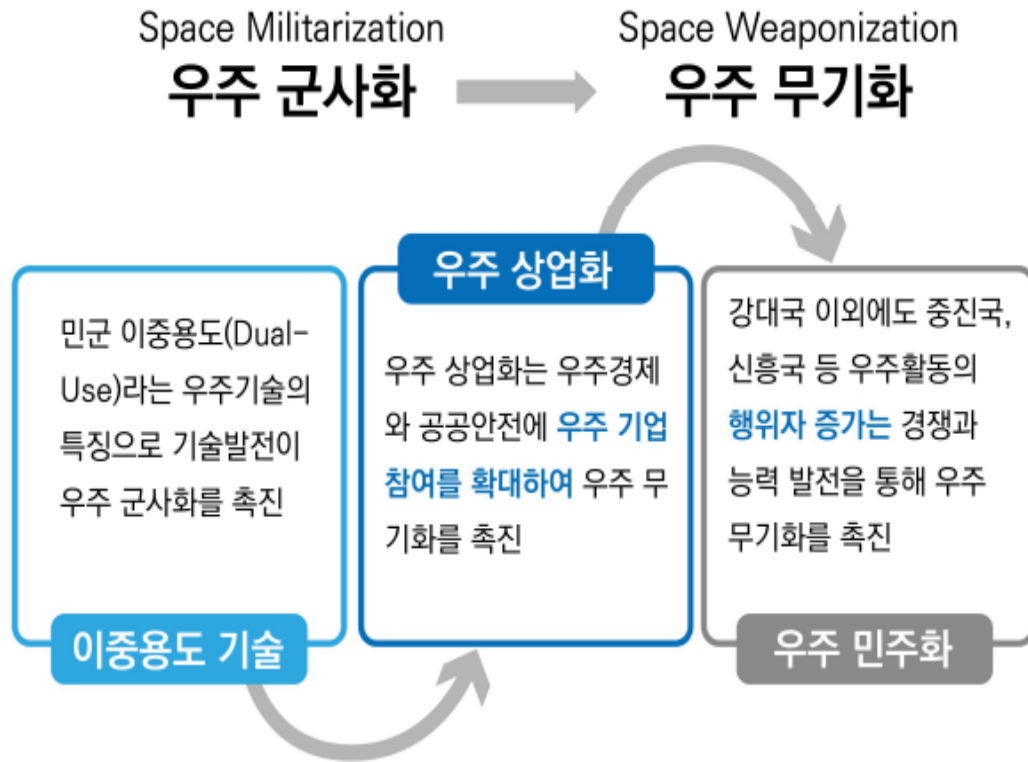 Space Militarization
우주 군사화
Space Weaponization
우주 무기화
민군 이중용도(Dual-
Use)라는 우주기술의
특징으로 기술발전이
우주 군사화를 촉진
이중용도 기술
우주 상업화
우주 상업화는 우주경제
와 공공안전에 우주 기업
참여를 확대하여 우주 무
기화를 촉진
강대국 이외에도 중진국,
신흥국 등 우주활동의
행위자 증가는 경쟁과
능력 발전을 통해 우주
무기화를 촉진
우주 민주화